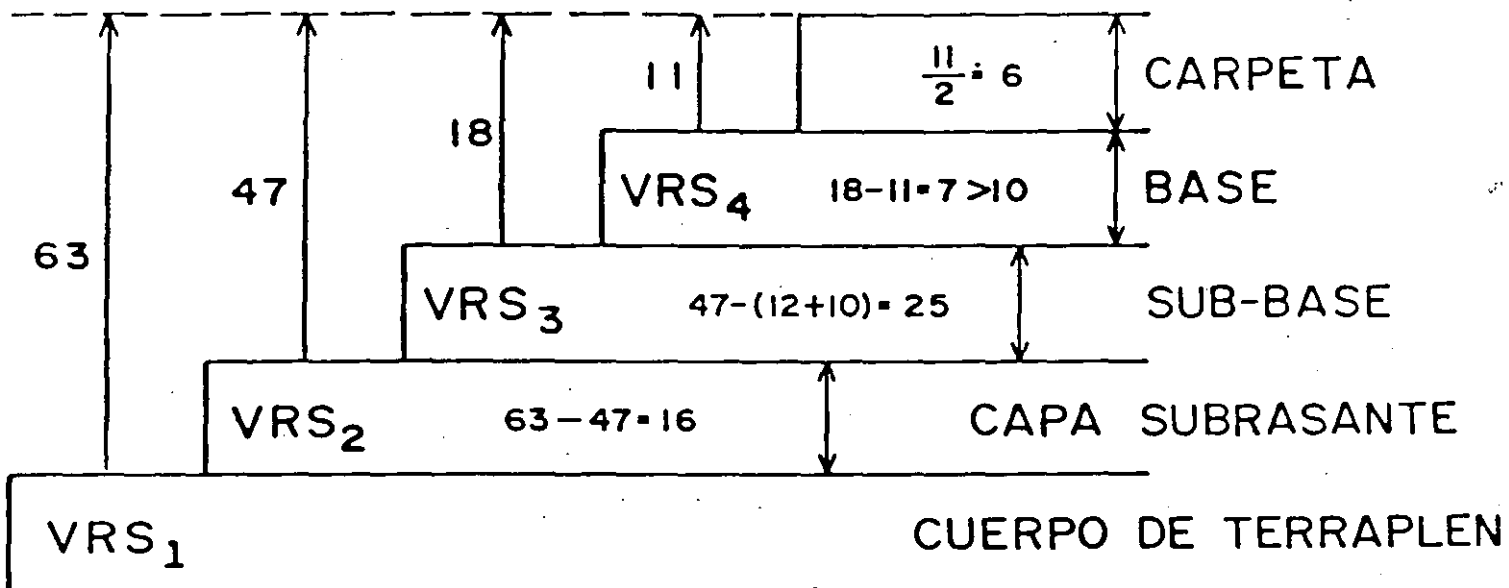 11
11/2 ≐ 6
CARPETA
18
VRS4
18-11=7>10
BASE
47
63
VRS3
47-(12+10)=25
SUB-BASE
VRS2
63-47=16
CAPA SUBRASANTE
VRS1
CUERPO DE TERRAPLEN